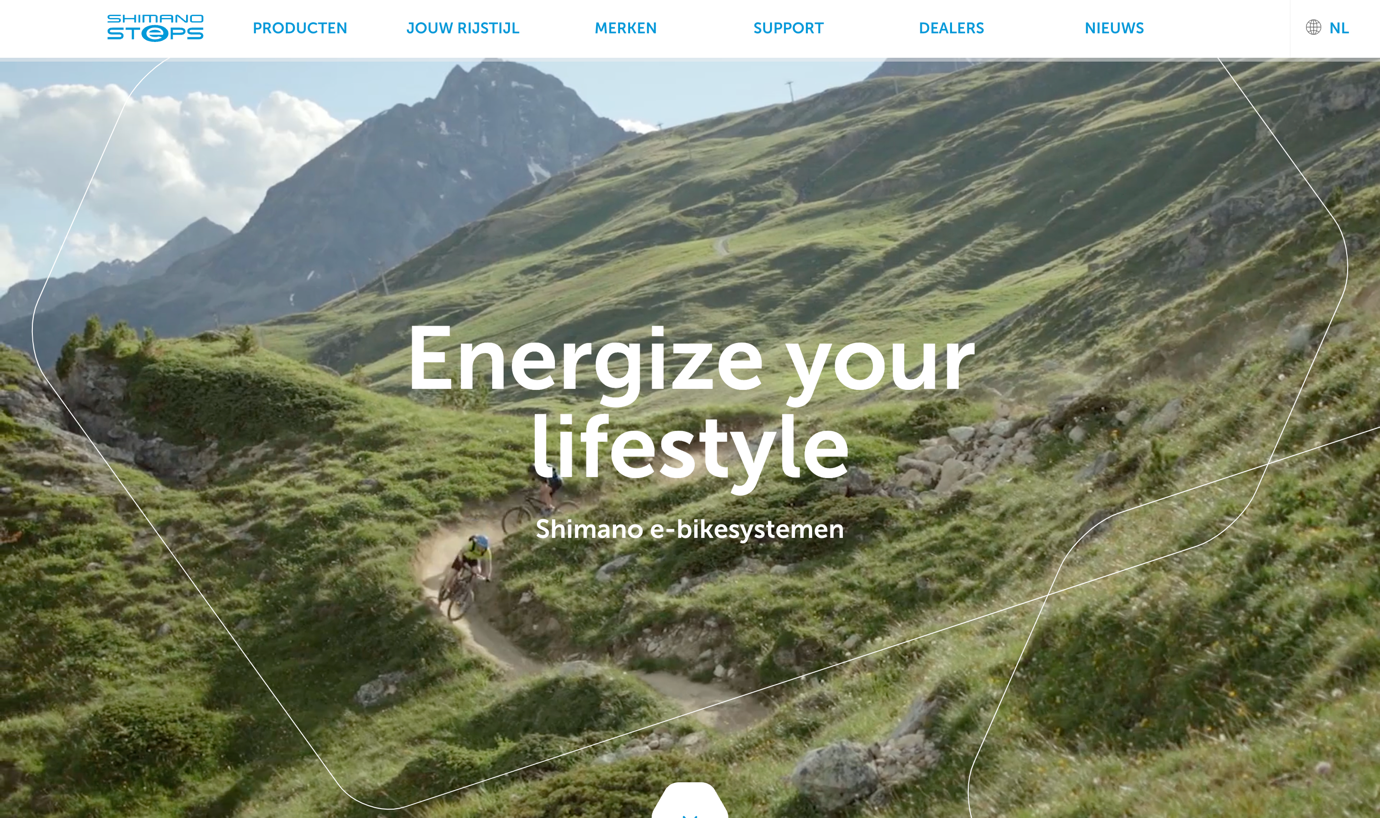 SHIMANO
STePS
PRODUCTEN
JOUW RIJSTIJL
MERKEN
SUPPORT
DEALERS
NIEUWS
NL
Energize your
lifestyle
Shimano e-bikesystemen